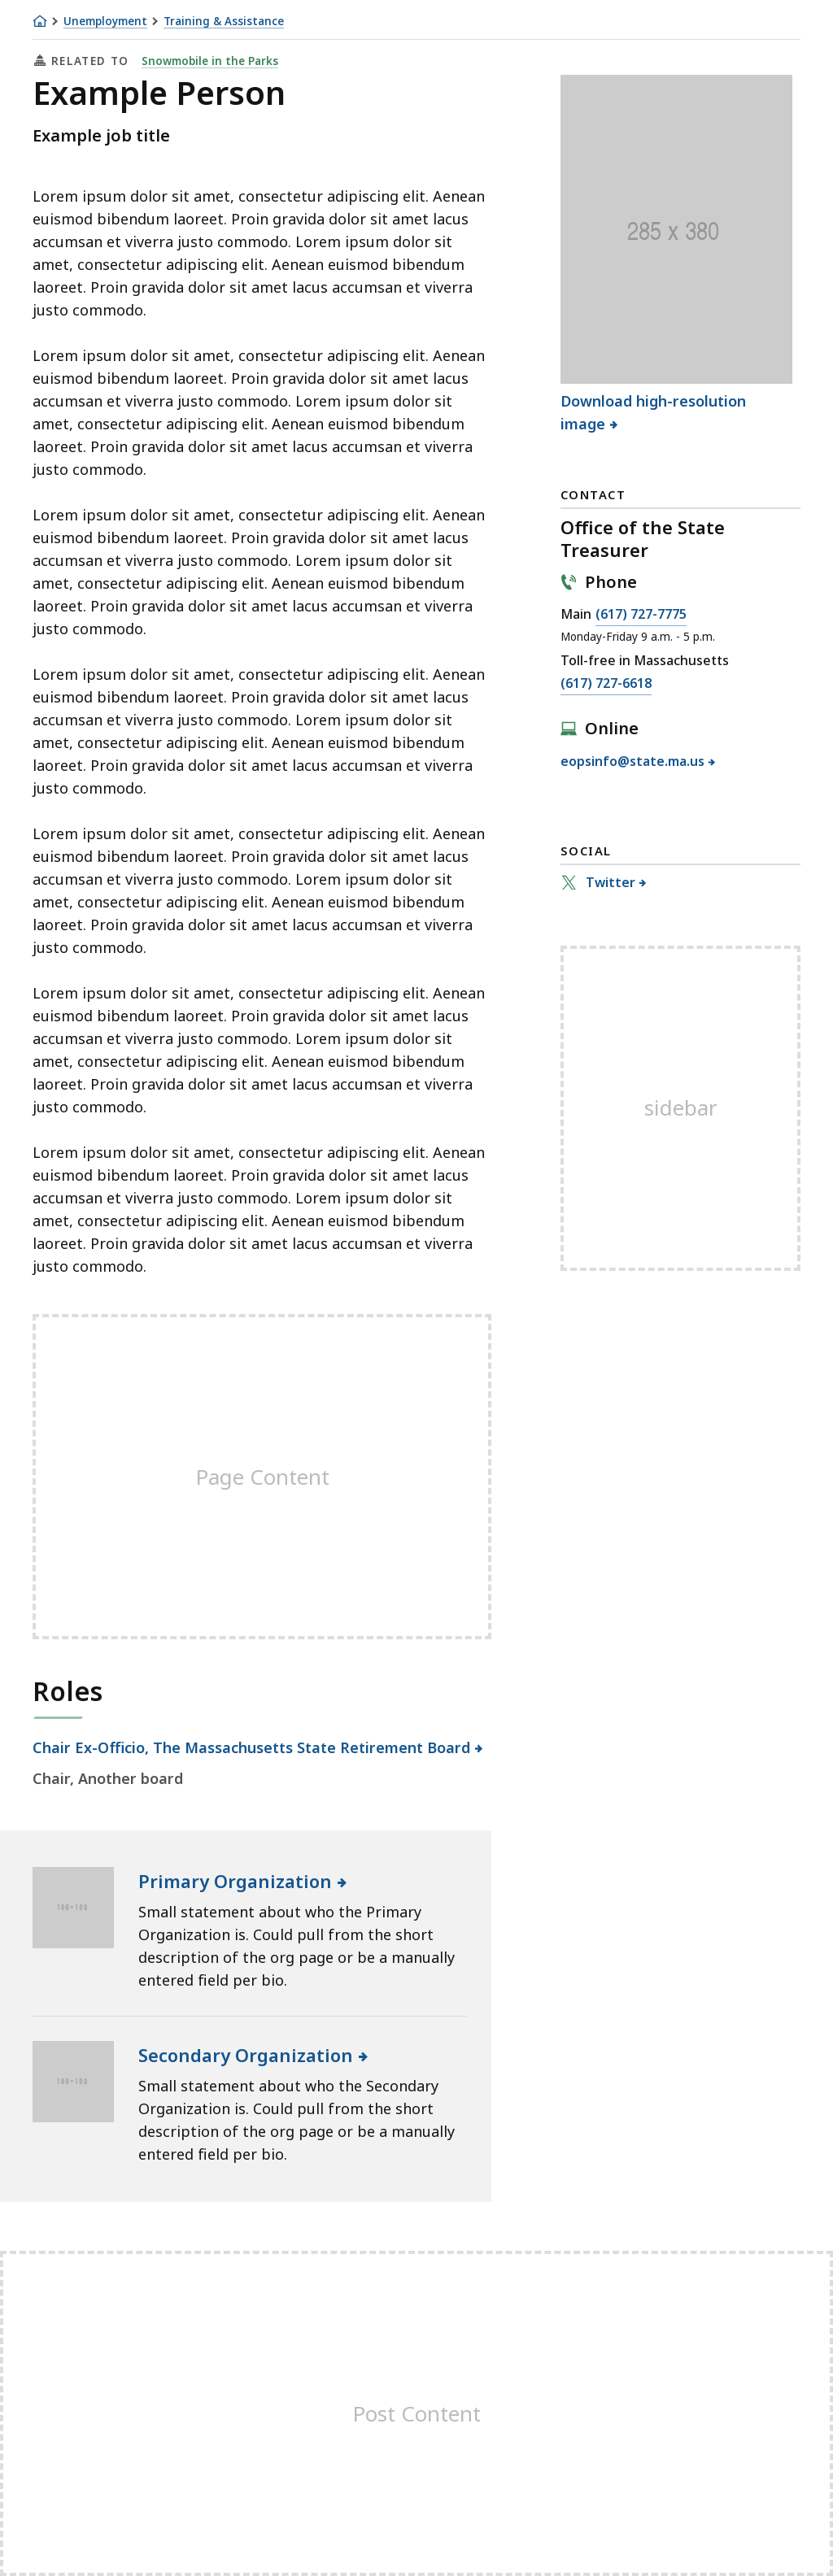 Unemployment Training & Assistance
RELATED TO Snowmobile in the Parks
Example Person
Example job title
Lorem ipsum dolor sit amet, consectetur adipiscing elit. Aenean
euismod bibendum laoreet. Proin gravida dolor sit amet lacus
accumsan et viverra justo commodo. Lorem ipsum dolor sit
amet, consectetur adipiscing elit. Aenean euismod bibendum
laoreet. Proin gravida dolor sit amet lacus accumsan et viverra
justo commodo.
Lorem ipsum dolor sit amet, consectetur adipiscing elit. Aenean
euismod bibendum laoreet. Proin gravida dolor sit amet lacus
accumsan et viverra justo commodo. Lorem ipsum dolor sit
amet, consectetur adipiscing elit. Aenean euismod bibendum
laoreet. Proin gravida dolor sit amet lacus accumsan et viverra
justo commodo.
Lorem ipsum dolor sit amet, consectetur adipiscing elit. Aenean
euismod bibendum laoreet. Proin gravida dolor sit amet lacus
accumsan et viverra justo commodo. Lorem ipsum dolor sit
amet, consectetur adipiscing elit. Aenean euismod bibendum
laoreet. Proin gravida dolor sit amet lacus accumsan et viverra
justo commodo.
Lorem ipsum dolor sit amet, consectetur adipiscing elit. Aenean
euismod bibendum laoreet. Proin gravida dolor sit amet lacus
accumsan et viverra justo commodo. Lorem ipsum dolor sit
amet, consectetur adipiscing elit. Aenean euismod bibendum
laoreet. Proin gravida dolor sit amet lacus accumsan et viverra
justo commodo.
Lorem ipsum dolor sit amet, consectetur adipiscing elit. Aenean
euismod bibendum laoreet. Proin gravida dolor sit amet lacus
accumsan et viverra justo commodo. Lorem ipsum dolor sit
amet, consectetur adipiscing elit. Aenean euismod bibendum
laoreet. Proin gravida dolor sit amet lacus accumsan et viverra
justo commodo.
Lorem ipsum dolor sit amet, consectetur adipiscing elit. Aenean
euismod bibendum laoreet. Proin gravida dolor sit amet lacus
accumsan et viverra justo commodo. Lorem ipsum dolor sit
amet, consectetur adipiscing elit. Aenean euismod bibendum
laoreet. Proin gravida dolor sit amet lacus accumsan et viverra
justo commodo.
Lorem ipsum dolor sit amet, consectetur adipiscing elit. Aenean
euismod bibendum laoreet. Proin gravida dolor sit amet lacus
accumsan et viverra justo commodo. Lorem ipsum dolor sit
amet, consectetur adipiscing elit. Aenean euismod bibendum
laoreet. Proin gravida dolor sit amet lacus accumsan et viverra
justo commodo.
285 x 380
Download high-resolution
image
CONTACT
Office of the State
Treasurer
Phone
Main (617) 727-7775
Monday-Friday 9 a.m. - 5 p.m.
Toll-free in Massachusetts
(617) 727-6618
Online
eopsinfo@state.ma.us
SOCIAL
Twitter
sidebar
Page Content
Roles
Chair Ex-Officio, The Massachusetts State Retirement Board
Chair, Another board
100×100
Primary Organization
Small statement about who the Primary
Organization is. Could pull from the short
description of the org page or be a manually
entered field per bio.
100×100
Secondary Organization
Small statement about who the Secondary
Organization is. Could pull from the short
description of the org page or be a manually
entered field per bio.
Post Content